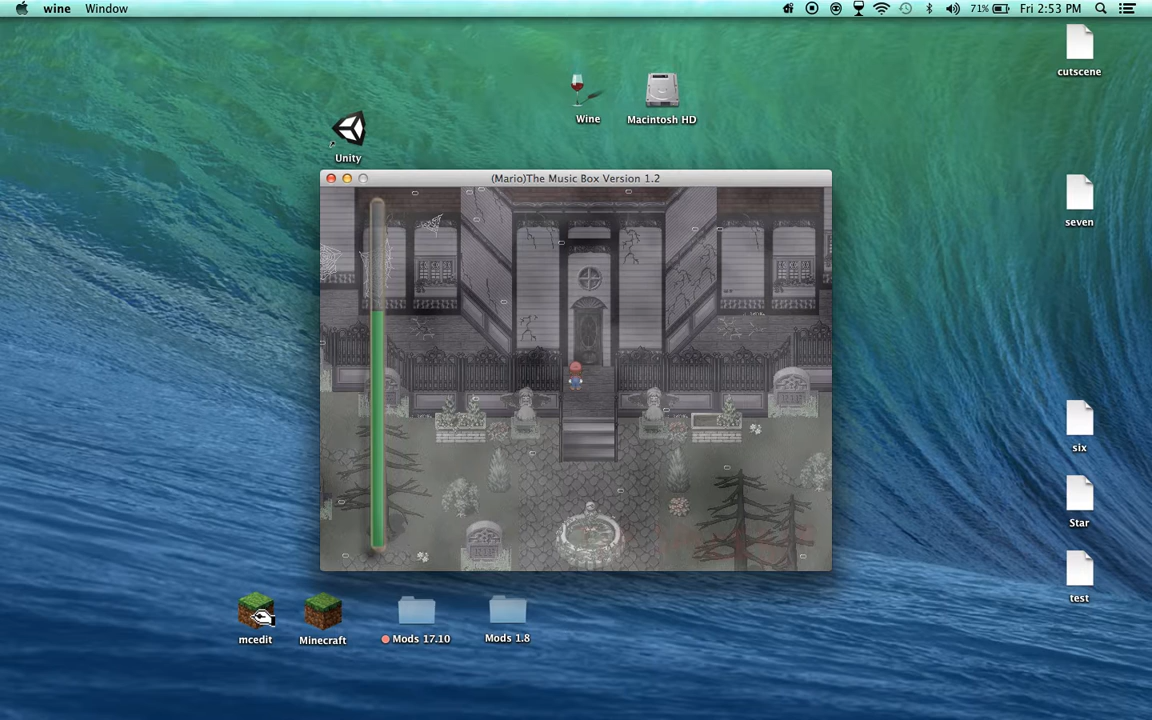 wine Window
71% Fri 2:53 PM
cutscene
Wine
Macintosh HD
Unity
(Mario)The Music Box Version 1.2
seven
six
Star
test
mcedit
Minecraft
Mods 17.10
Mods 1.8